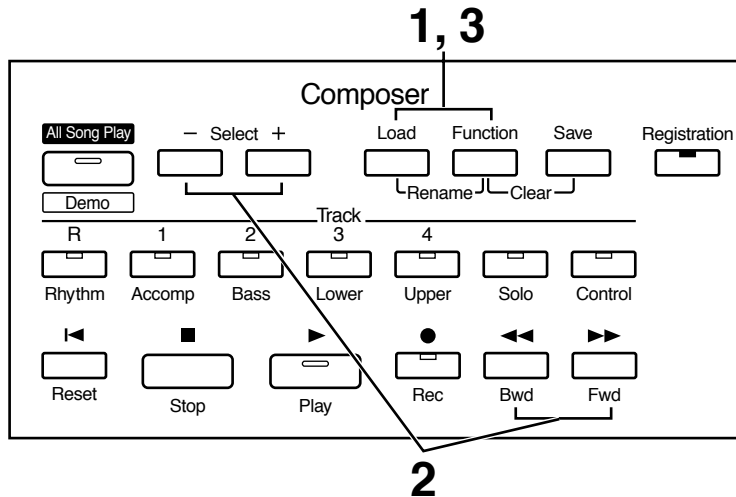 1, 3
Composer
All Song Play
− Select +
Load
Function
Save
Registration
Demo
Rename
Clear
Track
R
1
2
3
4
Rhythm
Accomp
Bass
Lower
Upper
Solo
Control
Reset
Stop
Play
Rec
Bwd
Fwd
2